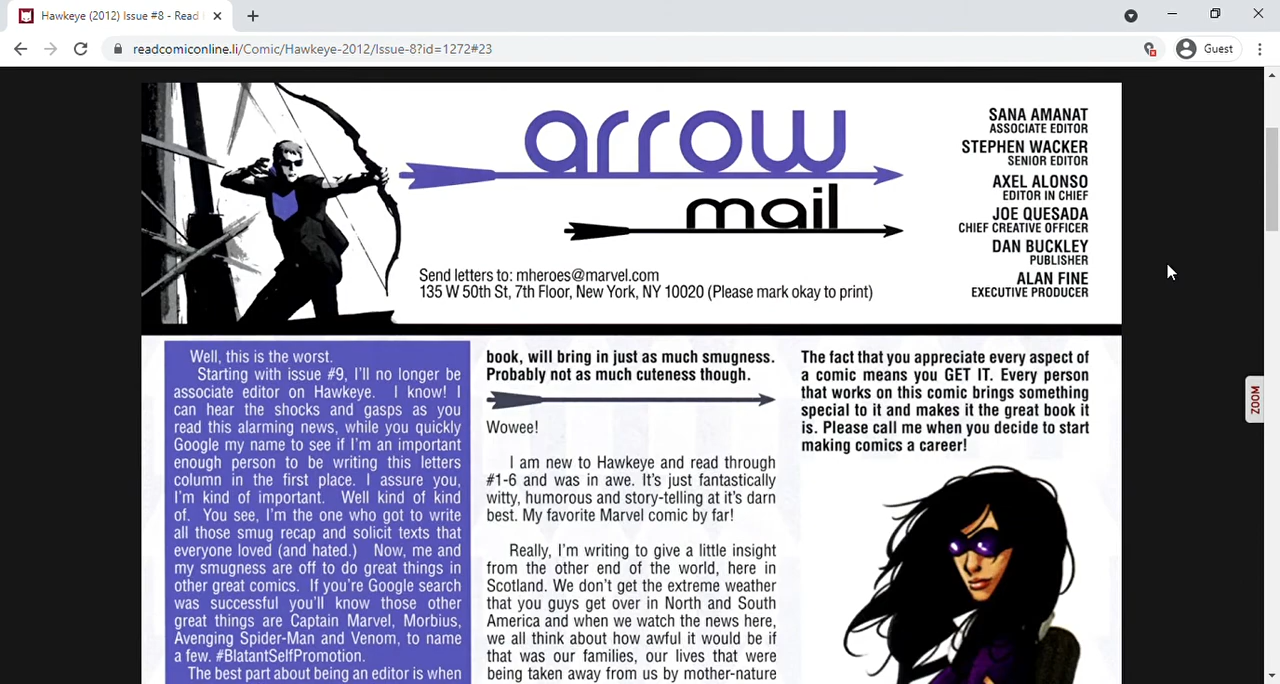 Hawkeye (2012) Issue #8 - Read
readcomiconline.li/Comic/Hawkeye-2012/Issue-8?id=1272#23
Guest
arrow
mail
Send letters to: mheroes@marvel.com
135 W 50th St, 7th Floor, New York, NY 10020 (Please mark okay to print)
SANA AMANAT
ASSOCIATE EDITOR
STEPHEN WACKER
SENIOR EDITOR
AXEL ALONSO
EDITOR IN CHIEF
JOE QUESADA
CHIEF CREATIVE OFFICER
DAN BUCKLEY
PUBLISHER
ALAN FINE
EXECUTIVE PRODUCER
Well, this is the worst.
Starting with issue #9, I'll no longer be
associate editor on Hawkeye. I know! I
can hear the shocks and gasps as you
read this alarming news, while you quickly
Google my name to see if I'm an important
enough person to be writing this letters
column in the first place. I assure you,
I'm kind of important. Well kind of kind
of. You see, I'm the one who got to write
all those smug recap and solicit texts that
everyone loved (and hated.) Now, me and
my smugness are off to do great things in
other great comics. If you're Google search
was successful you'll know those other
great things are Captain Marvel, Morbius,
Avenging Spider-Man and Venom, to name
a few. #BlatantSelfPromotion.
The best part about being an editor is when
book, will bring in just as much smugness.
Probably not as much cuteness though.
Wowee!
I am new to Hawkeye and read through
#1-6 and was in awe. It's just fantastically
witty, humorous and story-telling at it's darn
best. My favorite Marvel comic by far!
Really, I'm writing to give a little insight
from the other end of the world, here in
Scotland. We don't get the extreme weather
that you guys get over in North and South
America and when we watch the news here,
we all think about how awful it would be if
that was our families, our lives that were
being taken away from us by mother-nature
The fact that you appreciate every aspect of
a comic means you GET IT. Every person
that works on this comic brings something
special to it and makes it the great book it
is. Please call me when you decide to start
making comics a career!
ZOOM